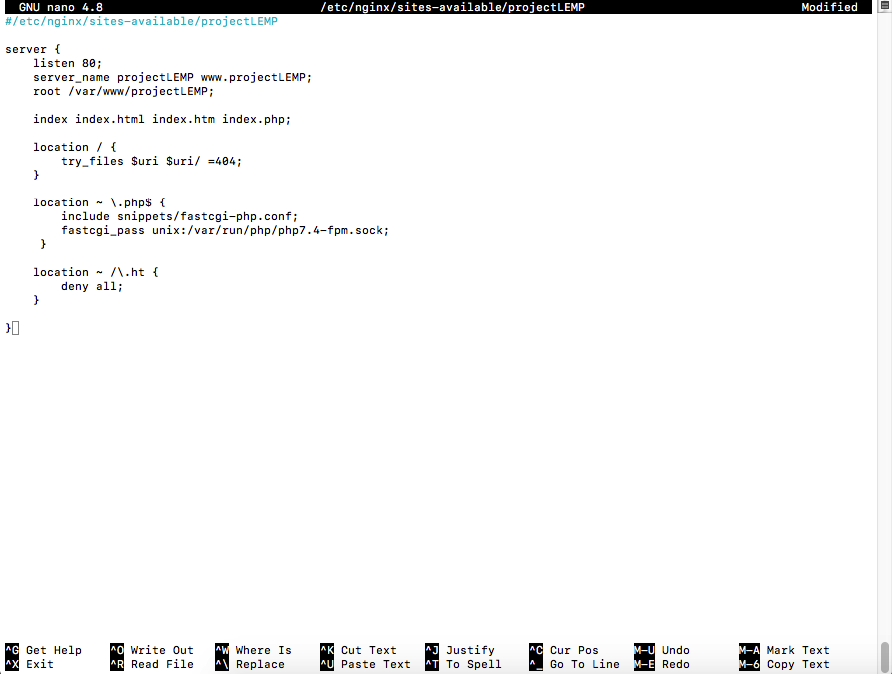 GNU nano 4.8 /etc/nginx/sites-available/projectLEMP Modified
#/etc/nginx/sites-available/projectLEMP
server {
    listen 80;
    server_name projectLEMP www.projectLEMP;
    root /var/www/projectLEMP;
    index index.html index.htm index.php;
    location / {
        try_files $uri $uri/ =404;
    }
    location ~ \.php$ {
        include snippets/fastcgi-php.conf;
        fastcgi_pass unix:/var/run/php/php7.4-fpm.sock;
     }
    location ~ /\.ht {
        deny all;
    }
}
^G Get Help ^O Write Out ^W Where Is ^K Cut Text ^J Justify ^C Cur Pos M-U Undo M-A Mark Text
^X Exit ^R Read File ^\ Replace ^U Paste Text ^T To Spell ^_ Go To Line M-E Redo M-6 Copy Text